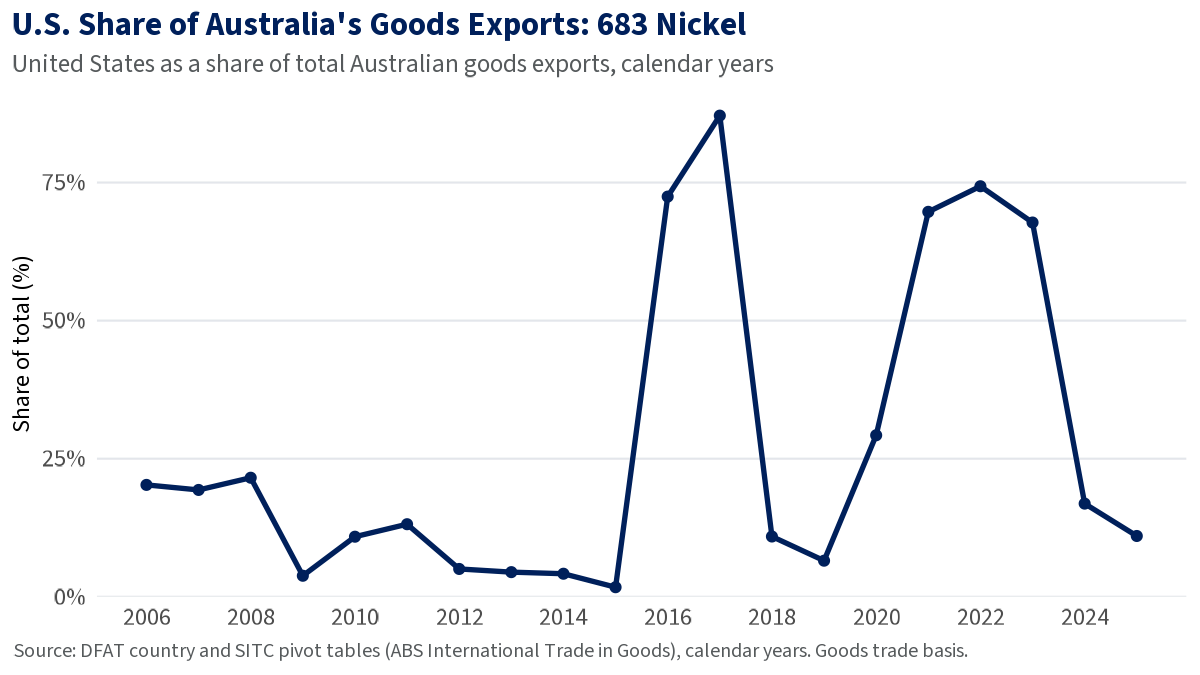 U.S. Share of Australia's Goods Exports: 683 Nickel
United States as a share of total Australian goods exports, calendar years
Share of total (%)
75%
50%
25%
0%
2006 2008 2010 2012 2014 2016 2018 2020 2022 2024
Source: DFAT country and SITC pivot tables (ABS International Trade in Goods), calendar years. Goods trade basis.